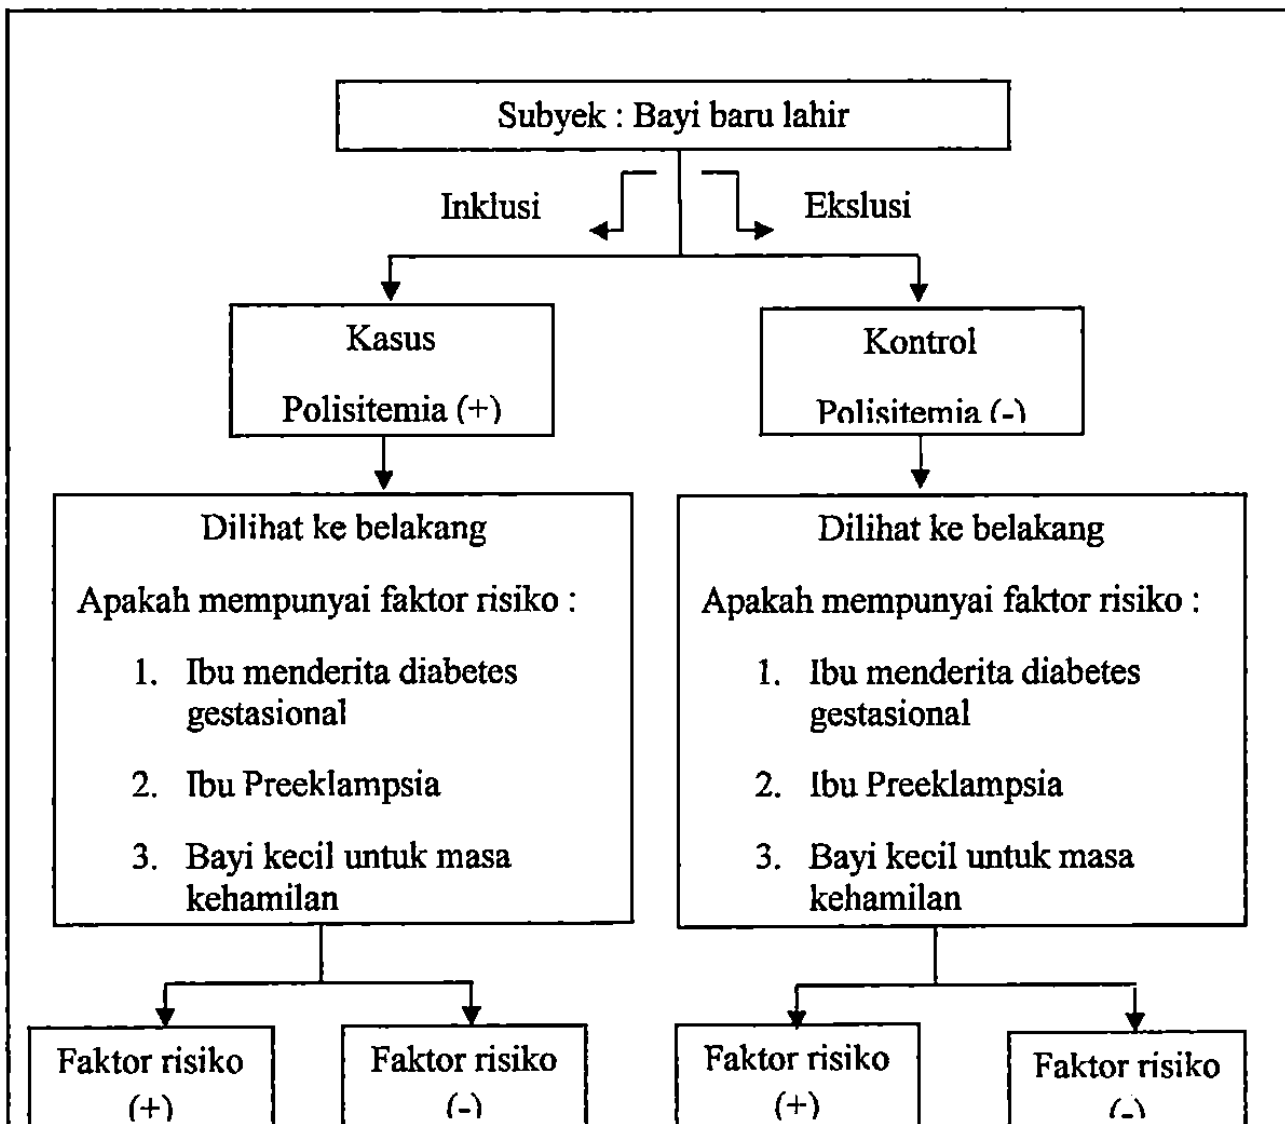 Subyek : Bayi baru lahir
Inklusi
Ekslusi
Kasus
Polisitemia (+)
Kontrol
Polisitemia (-)
Dilihat ke belakang
Apakah mempunyai faktor risiko :
1. Ibu menderita diabetes
gestasional
2. Ibu Preeklampsia
3. Bayi kecil untuk masa
kehamilan
Dilihat ke belakang
Apakah mempunyai faktor risiko :
1. Ibu menderita diabetes
gestasional
2. Ibu Preeklampsia
3. Bayi kecil untuk masa
kehamilan
Faktor risiko
(+)
Faktor risiko
(-)
Faktor risiko
(+)
Faktor risiko
(-)